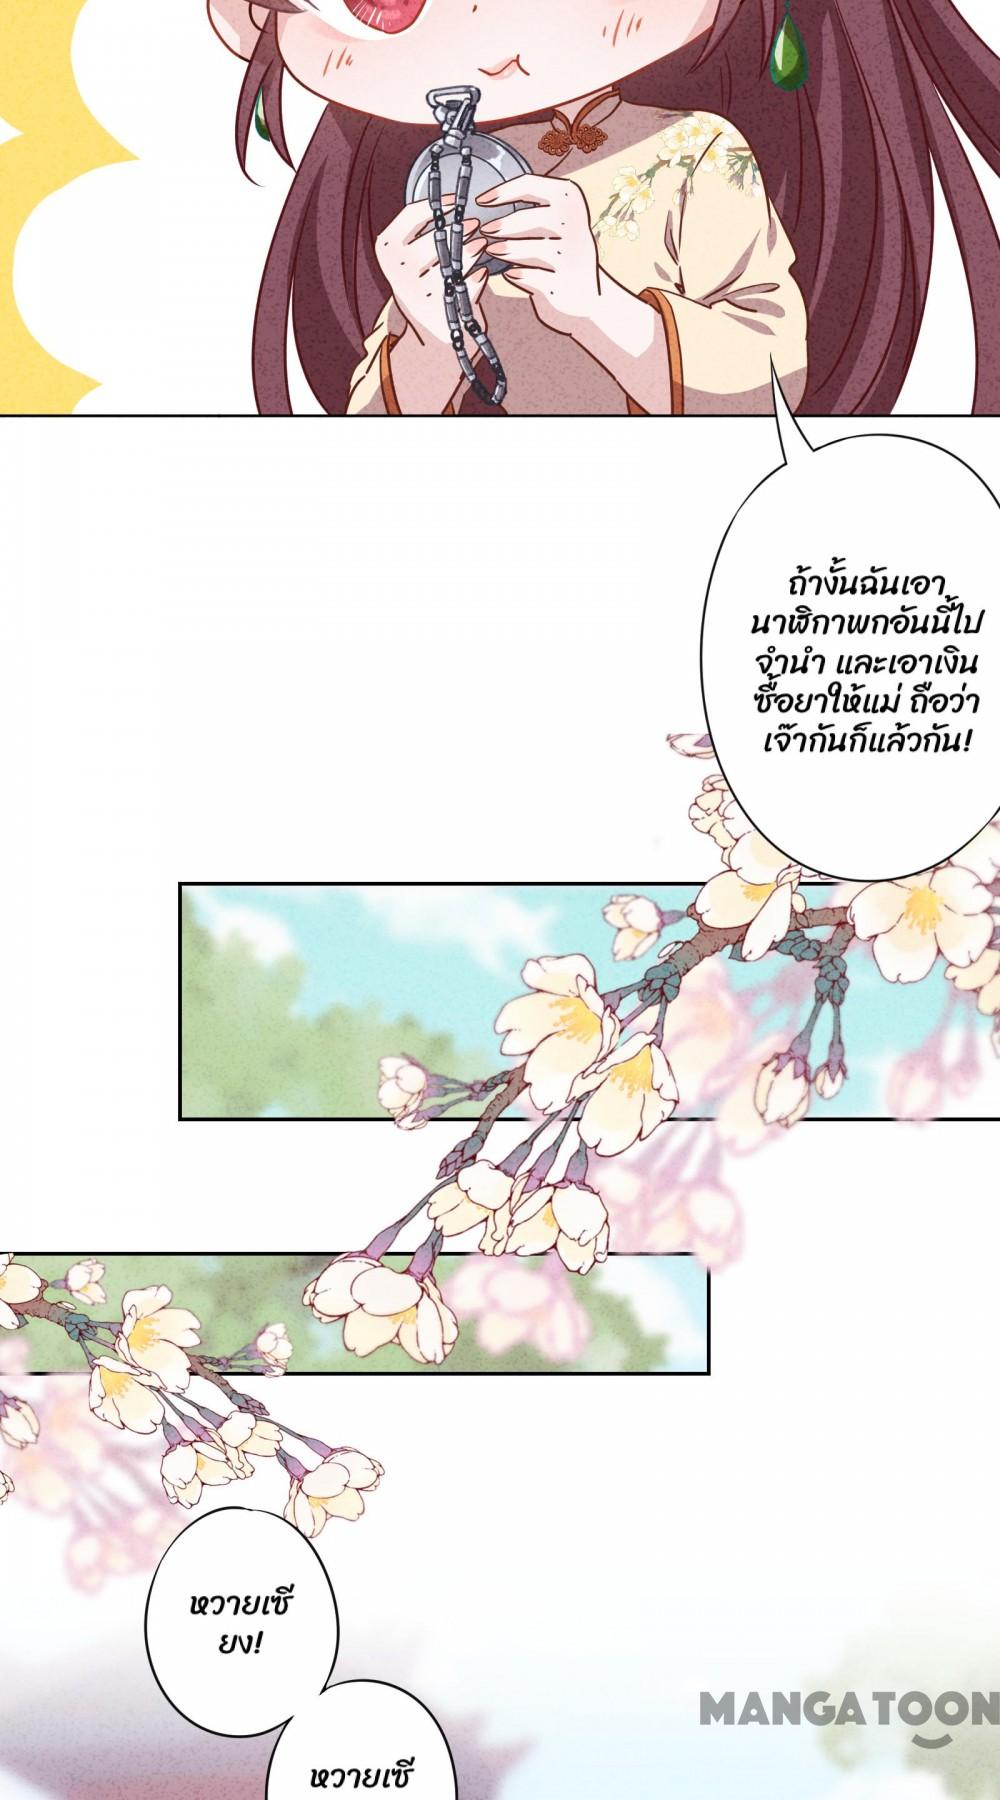 ถ้างั้นฉันเอา
นาฬิกาพกอันนี้ไป
จำนำ และเอาเงิน
ซื้อยาให้แม่ ถือว่า
เจ๊ากันก็แล้วกัน!
หวายเซี
ยง!
หวายเซี
MANGATOON